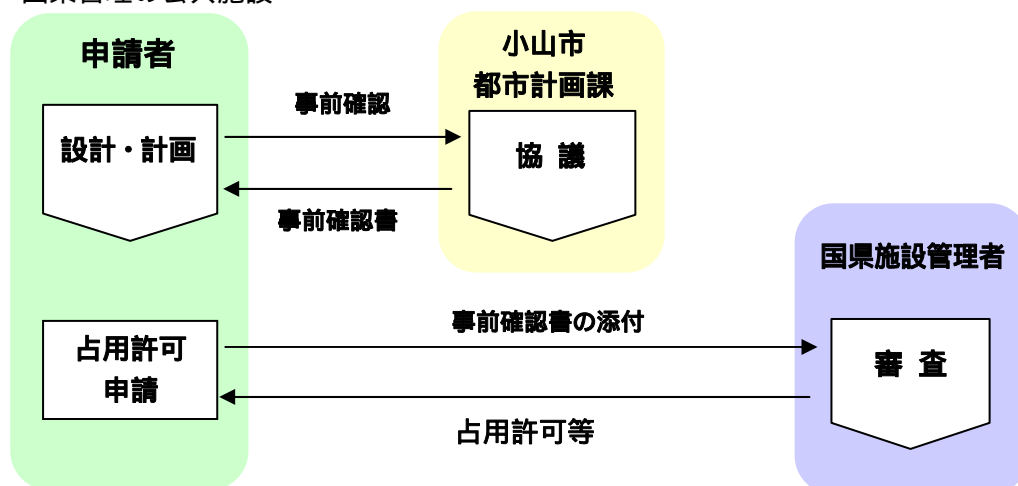 申請者
小山市
都市計画課
事前確認
設計・計画
協 議
事前確認書
国県施設管理者
事前確認書の添付
占用許可
申請
審 査
占用許可等